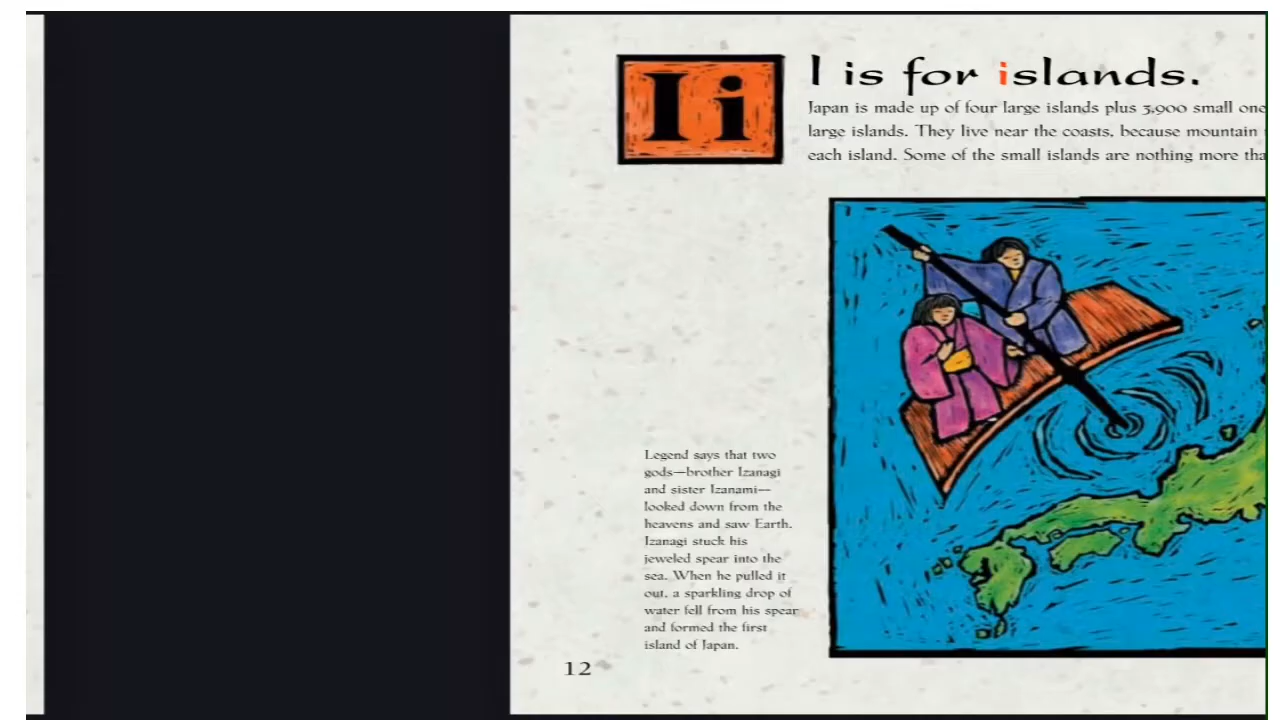 Ii
I is for islands.
Japan is made up of four large islands plus 3,900 small one
large islands. They live near the coasts, because mountain
each island. Some of the small islands are nothing more tha
Legend says that two
gods—brother Izanagi
and sister Izanami—
looked down from the
heavens and saw Earth.
Izanagi stuck his
jeweled spear into the
sea. When he pulled it
out, a sparkling drop of
water fell from his spear
and formed the first
island of Japan.
12